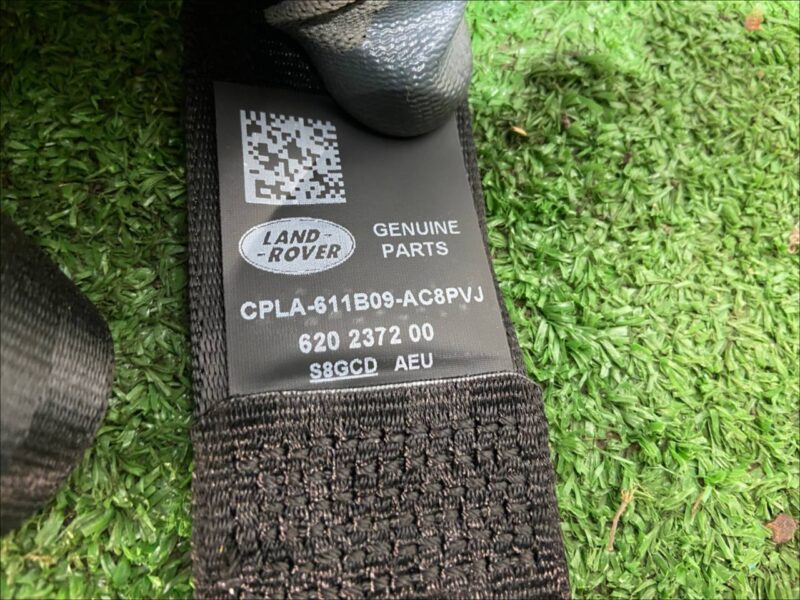 LAND-
-ROVER
GENUINE
PARTS
CPLA-611B09-AC8PVJ
620 2372 00
S8GCD AEU